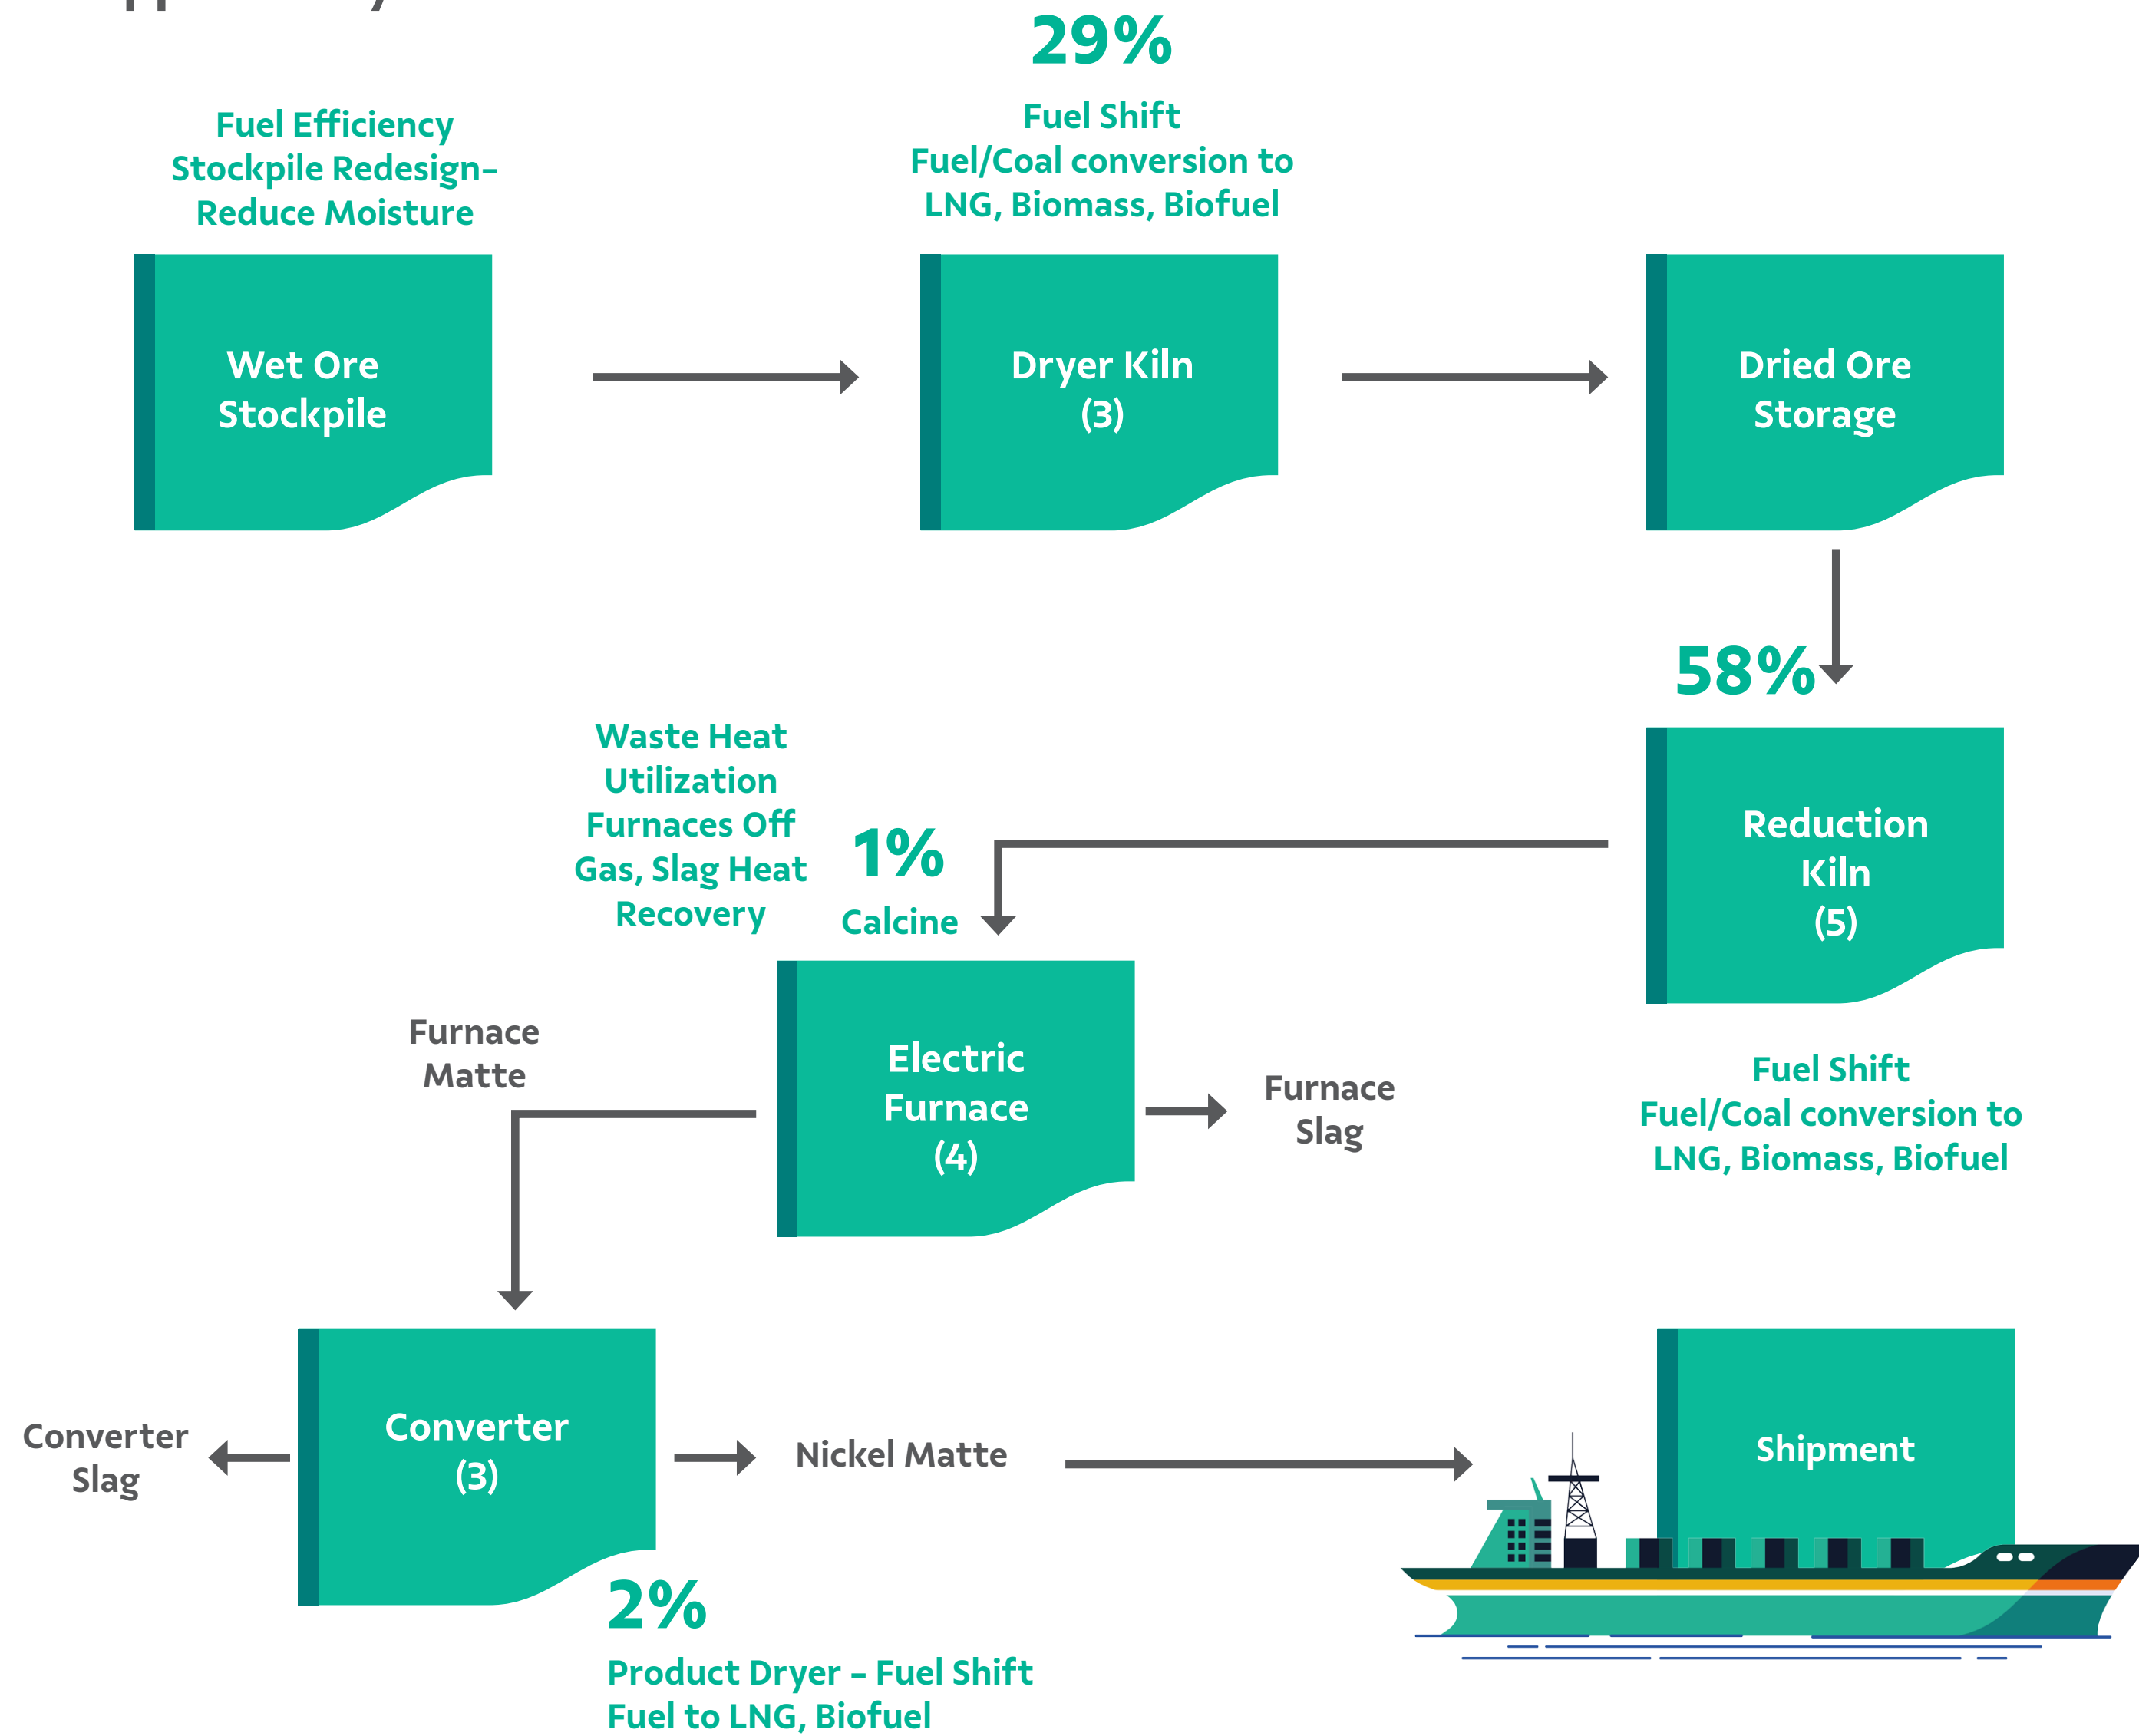 29%
Fuel Efficiency
Stockpile Redesign-
Reduce Moisture
Fuel Shift
Fuel/Coal conversion to
LNG, Biomass, Biofuel
Wet Ore
Stockpile
Dryer Kiln
(3)
Dried Ore
Storage
58%
Reduction
Kiln
(5)
Fuel Shift
Fuel/Coal conversion to
LNG, Biomass, Biofuel
Waste Heat
Utilization
Furnaces Off
Gas, Slag Heat
Recovery
1%
Calcine
Electric
Furnace
(4)
Furnace
Slag
Furnace
Matte
Converter
(3)
Converter
Slag
Nickel Matte
Shipment
2%
Product Dryer – Fuel Shift
Fuel to LNG, Biofuel